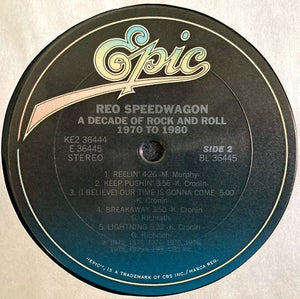 Epic
REO SPEEDWAGON
A DECADE OF ROCK AND ROLL
1970 TO 1980
KE2 36444
E 36445
STEREO
SIDE 2
BL 36445
1. REELIN' 4:26 -M. Murphy-
2. KEEP PUSHIN' 3:56 -K. Cronin-
3. (I BELIEVE) OUR TIME IS GONNA COME 5:00
-K. Cronin-
4. BREAKAWAY 3:50 -K. Cronin
G. Richrath-
5. LIGHTNING 5:32 -K. Cronin
G. Richrath-
"EPIC", IS A TRADEMARK OF CBS INC./MARCA REG.